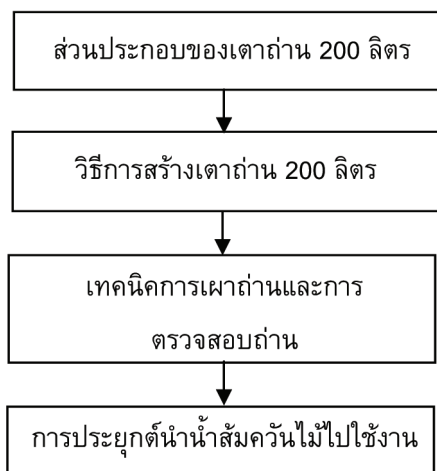 ส่วนประกอบของเตาถ่าน 200 ลิตร
วิธีการสร้างเตาถ่าน 200 ลิตร
เทคนิคการเผาถ่านและการ
ตรวจสอบถ่าน
การประยุกต์นำน้ำส้มควันไม้ไปใช้งาน